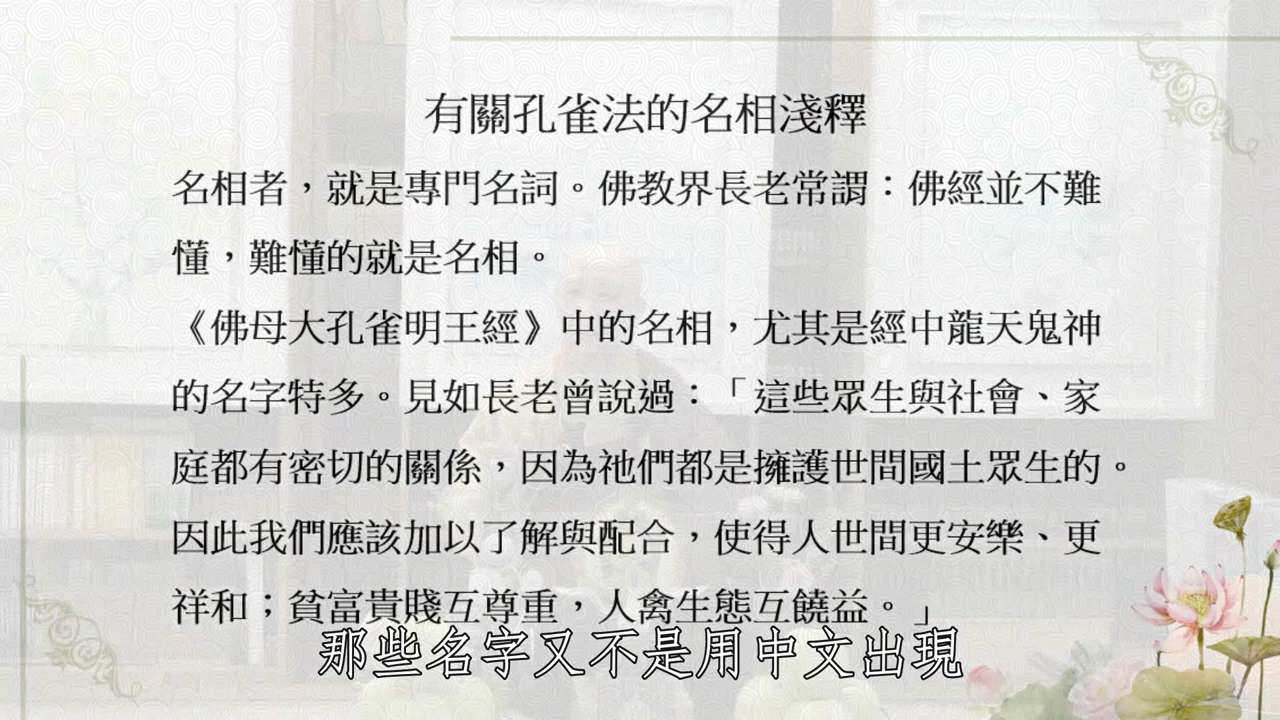 有關孔雀法的名相淺釋
名相者，就是專門名詞。佛教界長老常謂：佛經並不難
懂，難懂的就是名相。
《佛母大孔雀明王經》中的名相，尤其是經中龍天鬼神
的名字特多。見如長老曾說過：「這些眾生與社會、家
庭都有密切的關係，因為祂們都是擁護世間國土眾生的。
因此我們應該加以了解與配合，使得人世間更安樂、更
祥和；貧富貴賤互尊重，人禽生態互饒益。」
那些名字又不是用中文出現